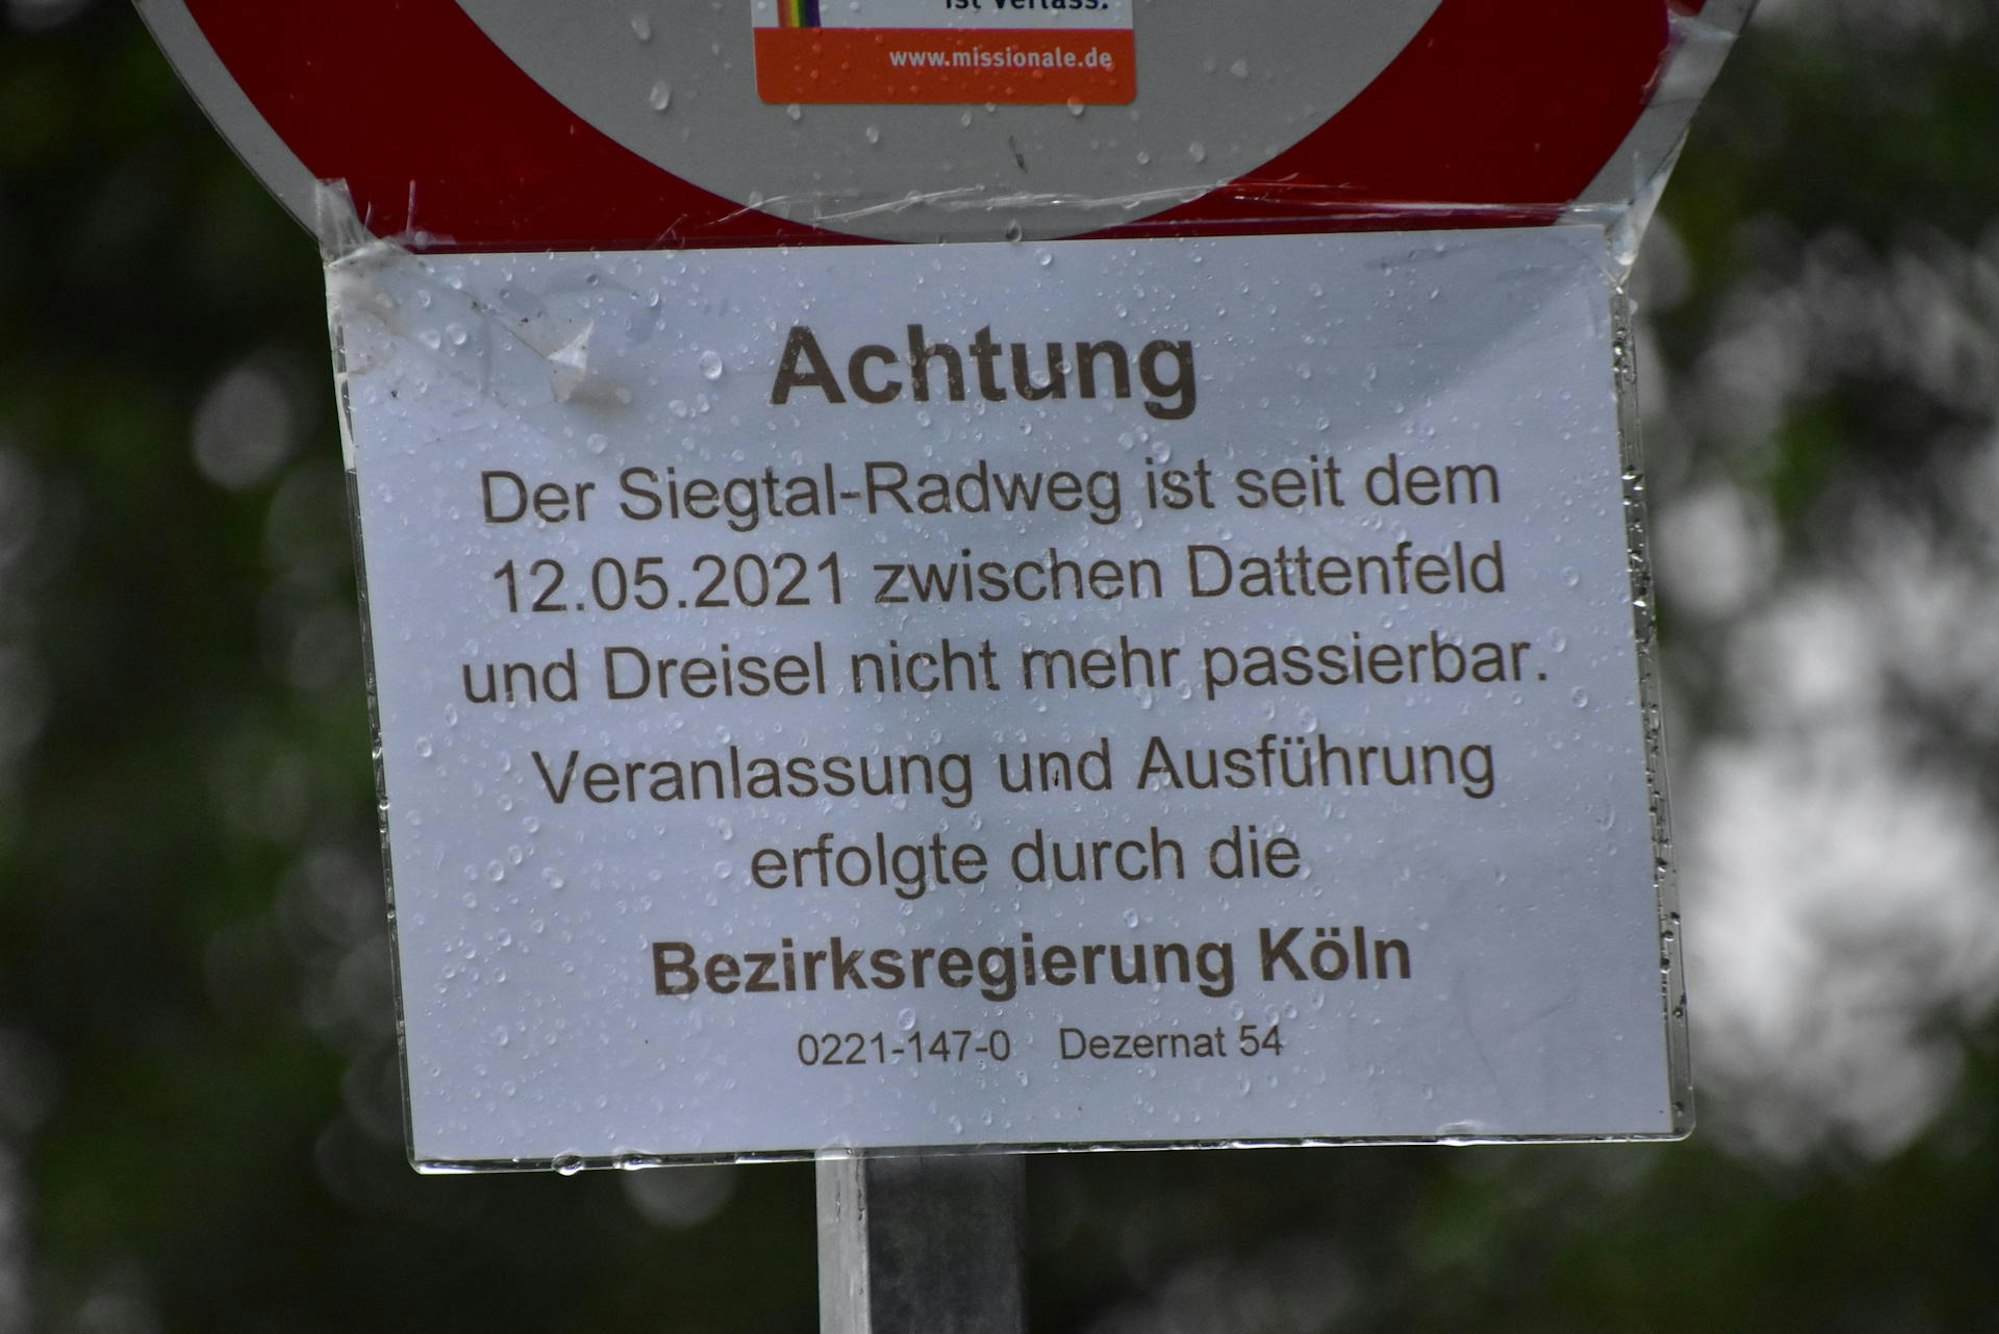 ist Verlass.
www.missionale.de
Achtung
Der Siegtal-Radweg ist seit dem
12.05.2021 zwischen Dattenfeld
und Dreisel nicht mehr passierbar.
Veranlassung und Ausführung
erfolgte durch die
Bezirksregierung Köln
0221-147-0 Dezernat 54